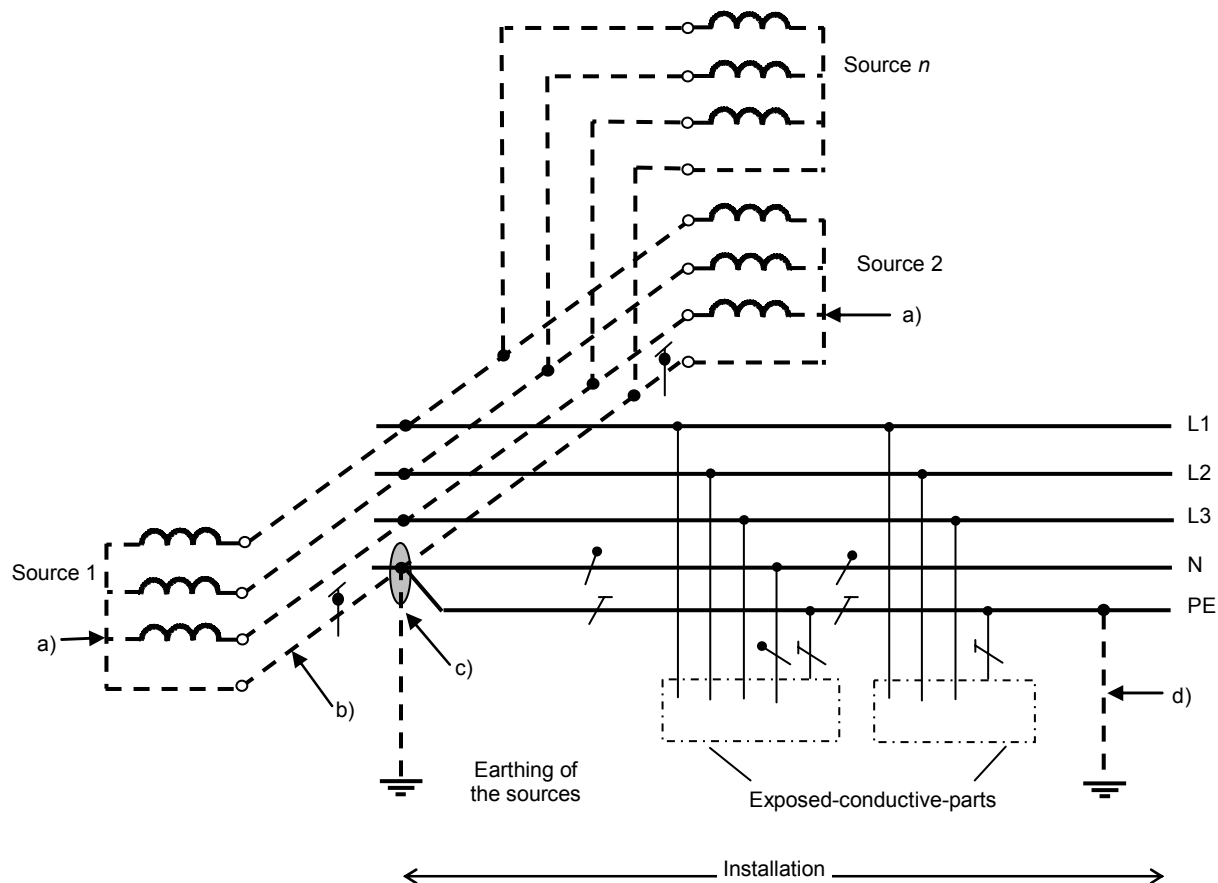 Source n
Source 2
a)
L1
L2
L3
Source 1
N
PE
a)
b)
c)
d)
Earthing of
the sources
Exposed-conductive-parts
Installation